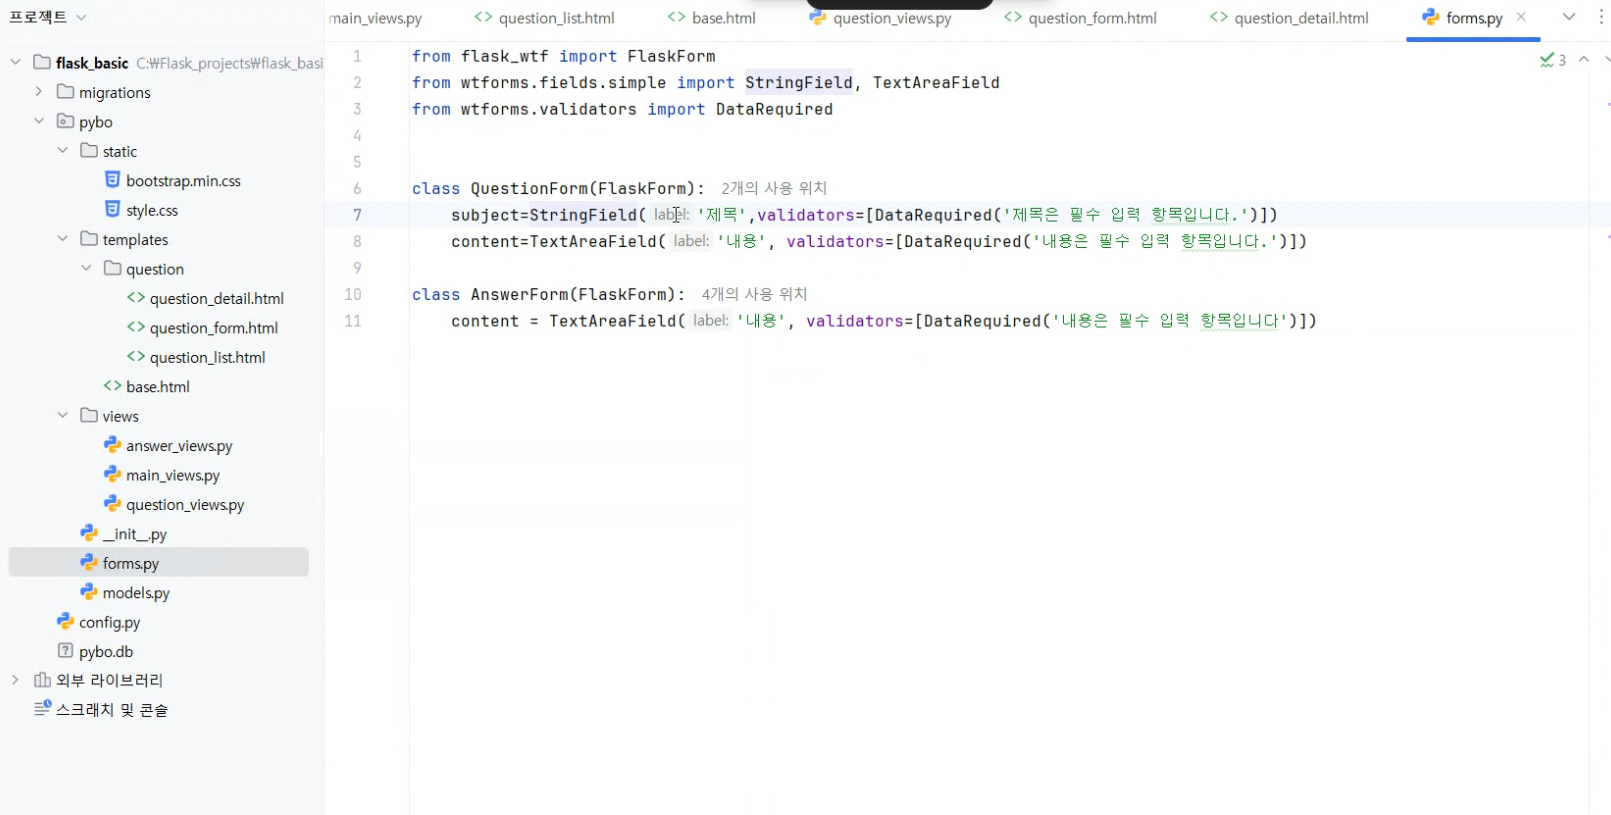 프로젝트
main_views.py question_list.html base.html question_views.py question_form.html question_detail.html forms.py
flask_basic C:₩Flask_projects₩flask_basi
migrations
pybo
static
bootstrap.min.css
style.css
templates
question
question_detail.html
question_form.html
question_list.html
base.html
views
answer_views.py
main_views.py
question_views.py
__init__.py
forms.py
models.py
config.py
pybo.db
외부 라이브러리
스크래치 및 콘솔
3
1 from flask_wtf import FlaskForm
2 from wtforms.fields.simple import StringField, TextAreaField
3 from wtforms.validators import DataRequired
4
5
6 class QuestionForm(FlaskForm): 2개의 사용 위치
7 subject=StringField( label: '제목',validators=[DataRequired('제목은 필수 입력 항목입니다.')])
8 content=TextAreaField( label: '내용', validators=[DataRequired('내용은 필수 입력 항목입니다.')])
9
10 class AnswerForm(FlaskForm): 4개의 사용 위치
11 content = TextAreaField( label: '내용', validators=[DataRequired('내용은 필수 입력 항목입니다')])